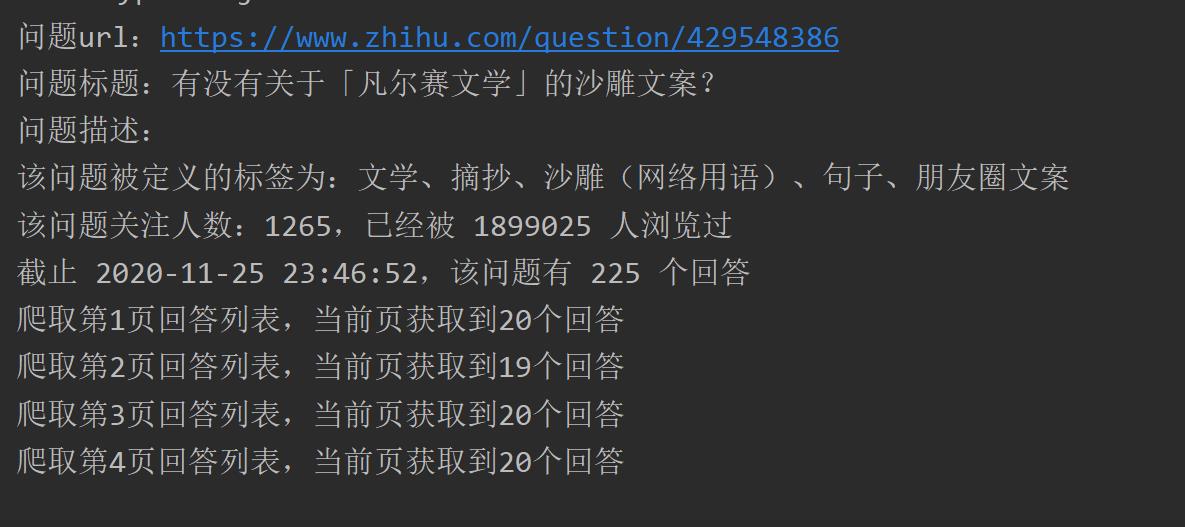 问题url：https://www.zhihu.com/question/429548386
问题标题：有没有关于「凡尔赛文学」的沙雕文案？
问题描述：
该问题被定义的标签为：文学、摘抄、沙雕（网络用语）、句子、朋友圈文案
该问题关注人数：1265，已经被 1899025 人浏览过
截止 2020-11-25 23:46:52，该问题有 225 个回答
爬取第1页回答列表，当前页获取到20个回答
爬取第2页回答列表，当前页获取到19个回答
爬取第3页回答列表，当前页获取到20个回答
爬取第4页回答列表，当前页获取到20个回答